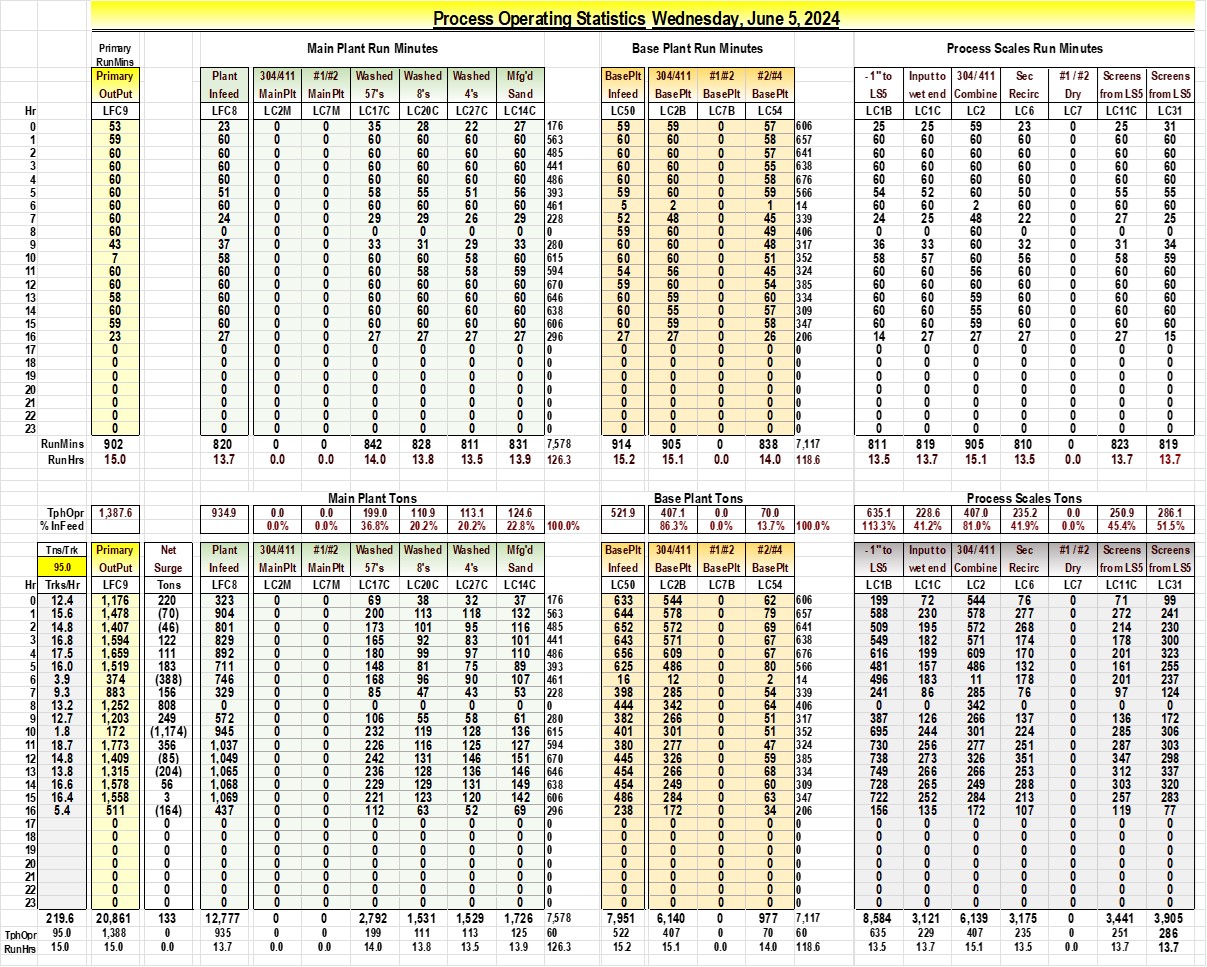 Process Operating Statistics Wednesday, June 5, 2024
Primary Main Plant Run Minutes Base Plant Run Minutes Process Scales Run Minutes
RunMins
Primary Plant 304/411 #1/#2 Washed Washed Washed Mfg'd BasePlt 304/411 #1/#2 #2/#4 -1" to Input to 304/411 Sec #1/#2 Screens Screens
OutPut Infeed MainPlt MainPlt 57's 8's 4's Sand Infeed BasePlt BasePlt BasePlt LS5 wet end Combine Recirc Dry from LS5 from LS5
Hr LFC9 LFC8 LC2M LC7M LC17C LC20C LC27C LC14C LC50 LC2B LC7B LC54 LC1B LC1C LC2 LC6 LC7 LC11C LC31
0 53 23 0 0 35 28 22 27 176 59 59 0 57 606 25 25 59 23 0 25 31
1 59 60 0 0 60 60 60 60 563 60 60 0 58 657 60 60 60 60 0 60 60
2 60 60 0 0 60 60 60 60 485 60 60 0 57 641 60 60 60 60 0 60 60
3 60 60 0 0 60 60 60 60 441 60 60 0 55 638 60 60 60 60 0 60 60
4 60 60 0 0 60 60 60 60 486 60 60 0 58 676 60 60 60 60 0 60 60
5 60 51 0 0 58 55 51 56 393 59 60 0 59 566 54 52 60 50 0 55 55
6 60 60 0 0 60 60 60 60 461 5 2 0 1 14 60 60 2 60 0 60 60
7 60 24 0 0 29 29 26 29 228 52 48 0 45 339 24 25 48 22 0 27 25
8 60 0 0 0 0 0 0 0 0 59 60 0 49 406 0 0 60 0 0 0 0
9 43 37 0 0 33 31 29 33 280 60 60 0 48 317 36 33 60 32 0 31 34
10 7 58 0 0 60 60 58 60 615 60 60 0 51 352 58 57 60 56 0 58 59
11 60 60 0 0 60 58 58 59 594 54 56 0 45 324 60 60 56 60 0 60 60
12 60 60 0 0 60 60 60 60 670 59 60 0 54 385 60 60 60 60 0 60 60
13 58 60 0 0 60 60 60 60 646 60 59 0 60 334 60 60 59 60 0 60 60
14 60 60 0 0 60 60 60 60 638 60 55 0 57 309 60 60 55 60 0 60 60
15 59 60 0 0 60 60 60 60 606 60 59 0 58 347 60 60 59 60 0 60 60
16 23 27 0 0 27 27 27 27 296 27 27 0 26 206 14 27 27 27 0 27 15
17 0 0 0 0 0 0 0 0 0 0 0 0 0 0 0 0 0 0 0 0 0
18 0 0 0 0 0 0 0 0 0 0 0 0 0 0 0 0 0 0 0 0 0
19 0 0 0 0 0 0 0 0 0 0 0 0 0 0 0 0 0 0 0 0 0
20 0 0 0 0 0 0 0 0 0 0 0 0 0 0 0 0 0 0 0 0 0
21 0 0 0 0 0 0 0 0 0 0 0 0 0 0 0 0 0 0 0 0 0
22 0 0 0 0 0 0 0 0 0 0 0 0 0 0 0 0 0 0 0 0 0
23 0 0 0 0 0 0 0 0 0 0 0 0 0 0 0 0 0 0 0 0 0
RunMins 902 820 0 0 842 828 811 831 7,578 914 905 0 838 7,117 811 819 905 810 0 823 819
RunHrs 15.0 13.7 0.0 0.0 14.0 13.8 13.5 13.9 126.3 15.2 15.1 0.0 14.0 118.6 13.5 13.7 15.1 13.5 0.0 13.7 13.7
Main Plant Tons Base Plant Tons Process Scales Tons
TphOpr 1,387.6 934.9 0.0 0.0 199.0 110.9 113.1 124.6 521.9 407.1 0.0 70.0 635.1 228.6 407.0 235.2 0.0 250.9 286.1
% InFeed 0.0% 0.0% 36.8% 20.2% 20.2% 22.8% 100.0% 86.3% 0.0% 13.7% 100.0% 113.3% 41.2% 81.0% 41.9% 0.0% 45.4% 51.5%
Tns/Trk Primary Net Plant 304/411 #1/#2 Washed Washed Washed Mfg'd BasePlt 304/411 #1/#2 #2/#4 -1" to Input to 304/411 Sec #1/#2 Screens Screens
95.0 OutPut Surge Infeed MainPlt MainPlt 57's 8's 4's Sand Infeed BasePlt BasePlt BasePlt LS5 wet end Combine Recirc Dry from LS5 from LS5
Hr Trks/Hr LFC9 Tons LFC8 LC2M LC7M LC17C LC20C LC27C LC14C LC50 LC2B LC7B LC54 LC1B LC1C LC2 LC6 LC7 LC11C LC31
0 12.4 1,176 220 323 0 0 69 38 32 37 176 633 544 0 62 606 199 72 544 76 0 71 99
1 15.6 1,478 (70) 904 0 0 200 113 118 132 563 644 578 0 79 657 588 230 578 277 0 272 241
2 14.8 1,407 (46) 801 0 0 173 101 95 116 485 652 572 0 69 641 509 195 572 268 0 214 230
3 16.8 1,594 122 829 0 0 165 92 83 101 441 643 571 0 67 638 549 182 571 174 0 178 300
4 17.5 1,659 111 892 0 0 180 99 97 110 486 656 609 0 67 676 616 199 609 170 0 201 323
5 16.0 1,519 183 711 0 0 148 81 75 89 393 625 486 0 80 566 481 157 486 132 0 161 255
6 3.9 374 (388) 746 0 0 168 96 90 107 461 16 12 0 2 14 496 183 11 178 0 201 237
7 9.3 883 156 329 0 0 85 47 43 53 228 398 285 0 54 339 241 86 285 76 0 97 124
8 13.2 1,252 808 0 0 0 0 0 0 0 0 444 342 0 64 406 0 0 342 0 0 0 0
9 12.7 1,203 249 572 0 0 106 55 58 61 280 382 266 0 51 317 387 126 266 137 0 136 172
10 1.8 172 (1,174) 945 0 0 232 119 128 136 615 401 301 0 51 352 695 244 301 224 0 285 306
11 18.7 1,773 356 1,037 0 0 226 116 125 127 594 380 277 0 47 324 730 256 277 251 0 287 303
12 14.8 1,409 (85) 1,049 0 0 242 131 146 151 670 445 326 0 59 385 738 273 326 351 0 347 298
13 13.8 1,315 (204) 1,065 0 0 236 128 136 146 646 454 266 0 68 334 749 266 266 253 0 312 337
14 16.6 1,578 56 1,068 0 0 229 129 131 149 638 454 249 0 60 309 728 265 249 288 0 303 320
15 16.4 1,558 3 1,069 0 0 221 123 120 142 606 486 284 0 63 347 722 252 284 213 0 257 283
16 5.4 511 (164) 437 0 0 112 63 52 69 296 238 172 0 34 206 156 135 172 107 0 119 77
17 0 0 0 0 0 0 0 0 0 0 0 0 0 0 0 0 0 0 0 0 0 0
18 0 0 0 0 0 0 0 0 0 0 0 0 0 0 0 0 0 0 0 0 0 0
19 0 0 0 0 0 0 0 0 0 0 0 0 0 0 0 0 0 0 0 0 0 0
20 0 0 0 0 0 0 0 0 0 0 0 0 0 0 0 0 0 0 0 0 0 0
21 0 0 0 0 0 0 0 0 0 0 0 0 0 0 0 0 0 0 0 0 0 0
22 0 0 0 0 0 0 0 0 0 0 0 0 0 0 0 0 0 0 0 0 0 0
23 0 0 0 0 0 0 0 0 0 0 0 0 0 0 0 0 0 0 0 0 0 0
219.6 20,861 133 12,777 0 0 2,792 1,531 1,529 1,726 7,578 7,951 6,140 0 977 7,117 8,584 3,121 6,139 3,175 0 3,441 3,905
TphOpr 95.0 1,388 0 935 0 0 199 111 113 125 60 522 407 0 70 60 635 229 407 235 0 251 286
RunHrs 15.0 15.0 0.0 13.7 0.0 0.0 14.0 13.8 13.5 13.9 126.3 15.2 15.1 0.0 14.0 118.6 13.5 13.7 15.1 13.5 0.0 13.7 13.7